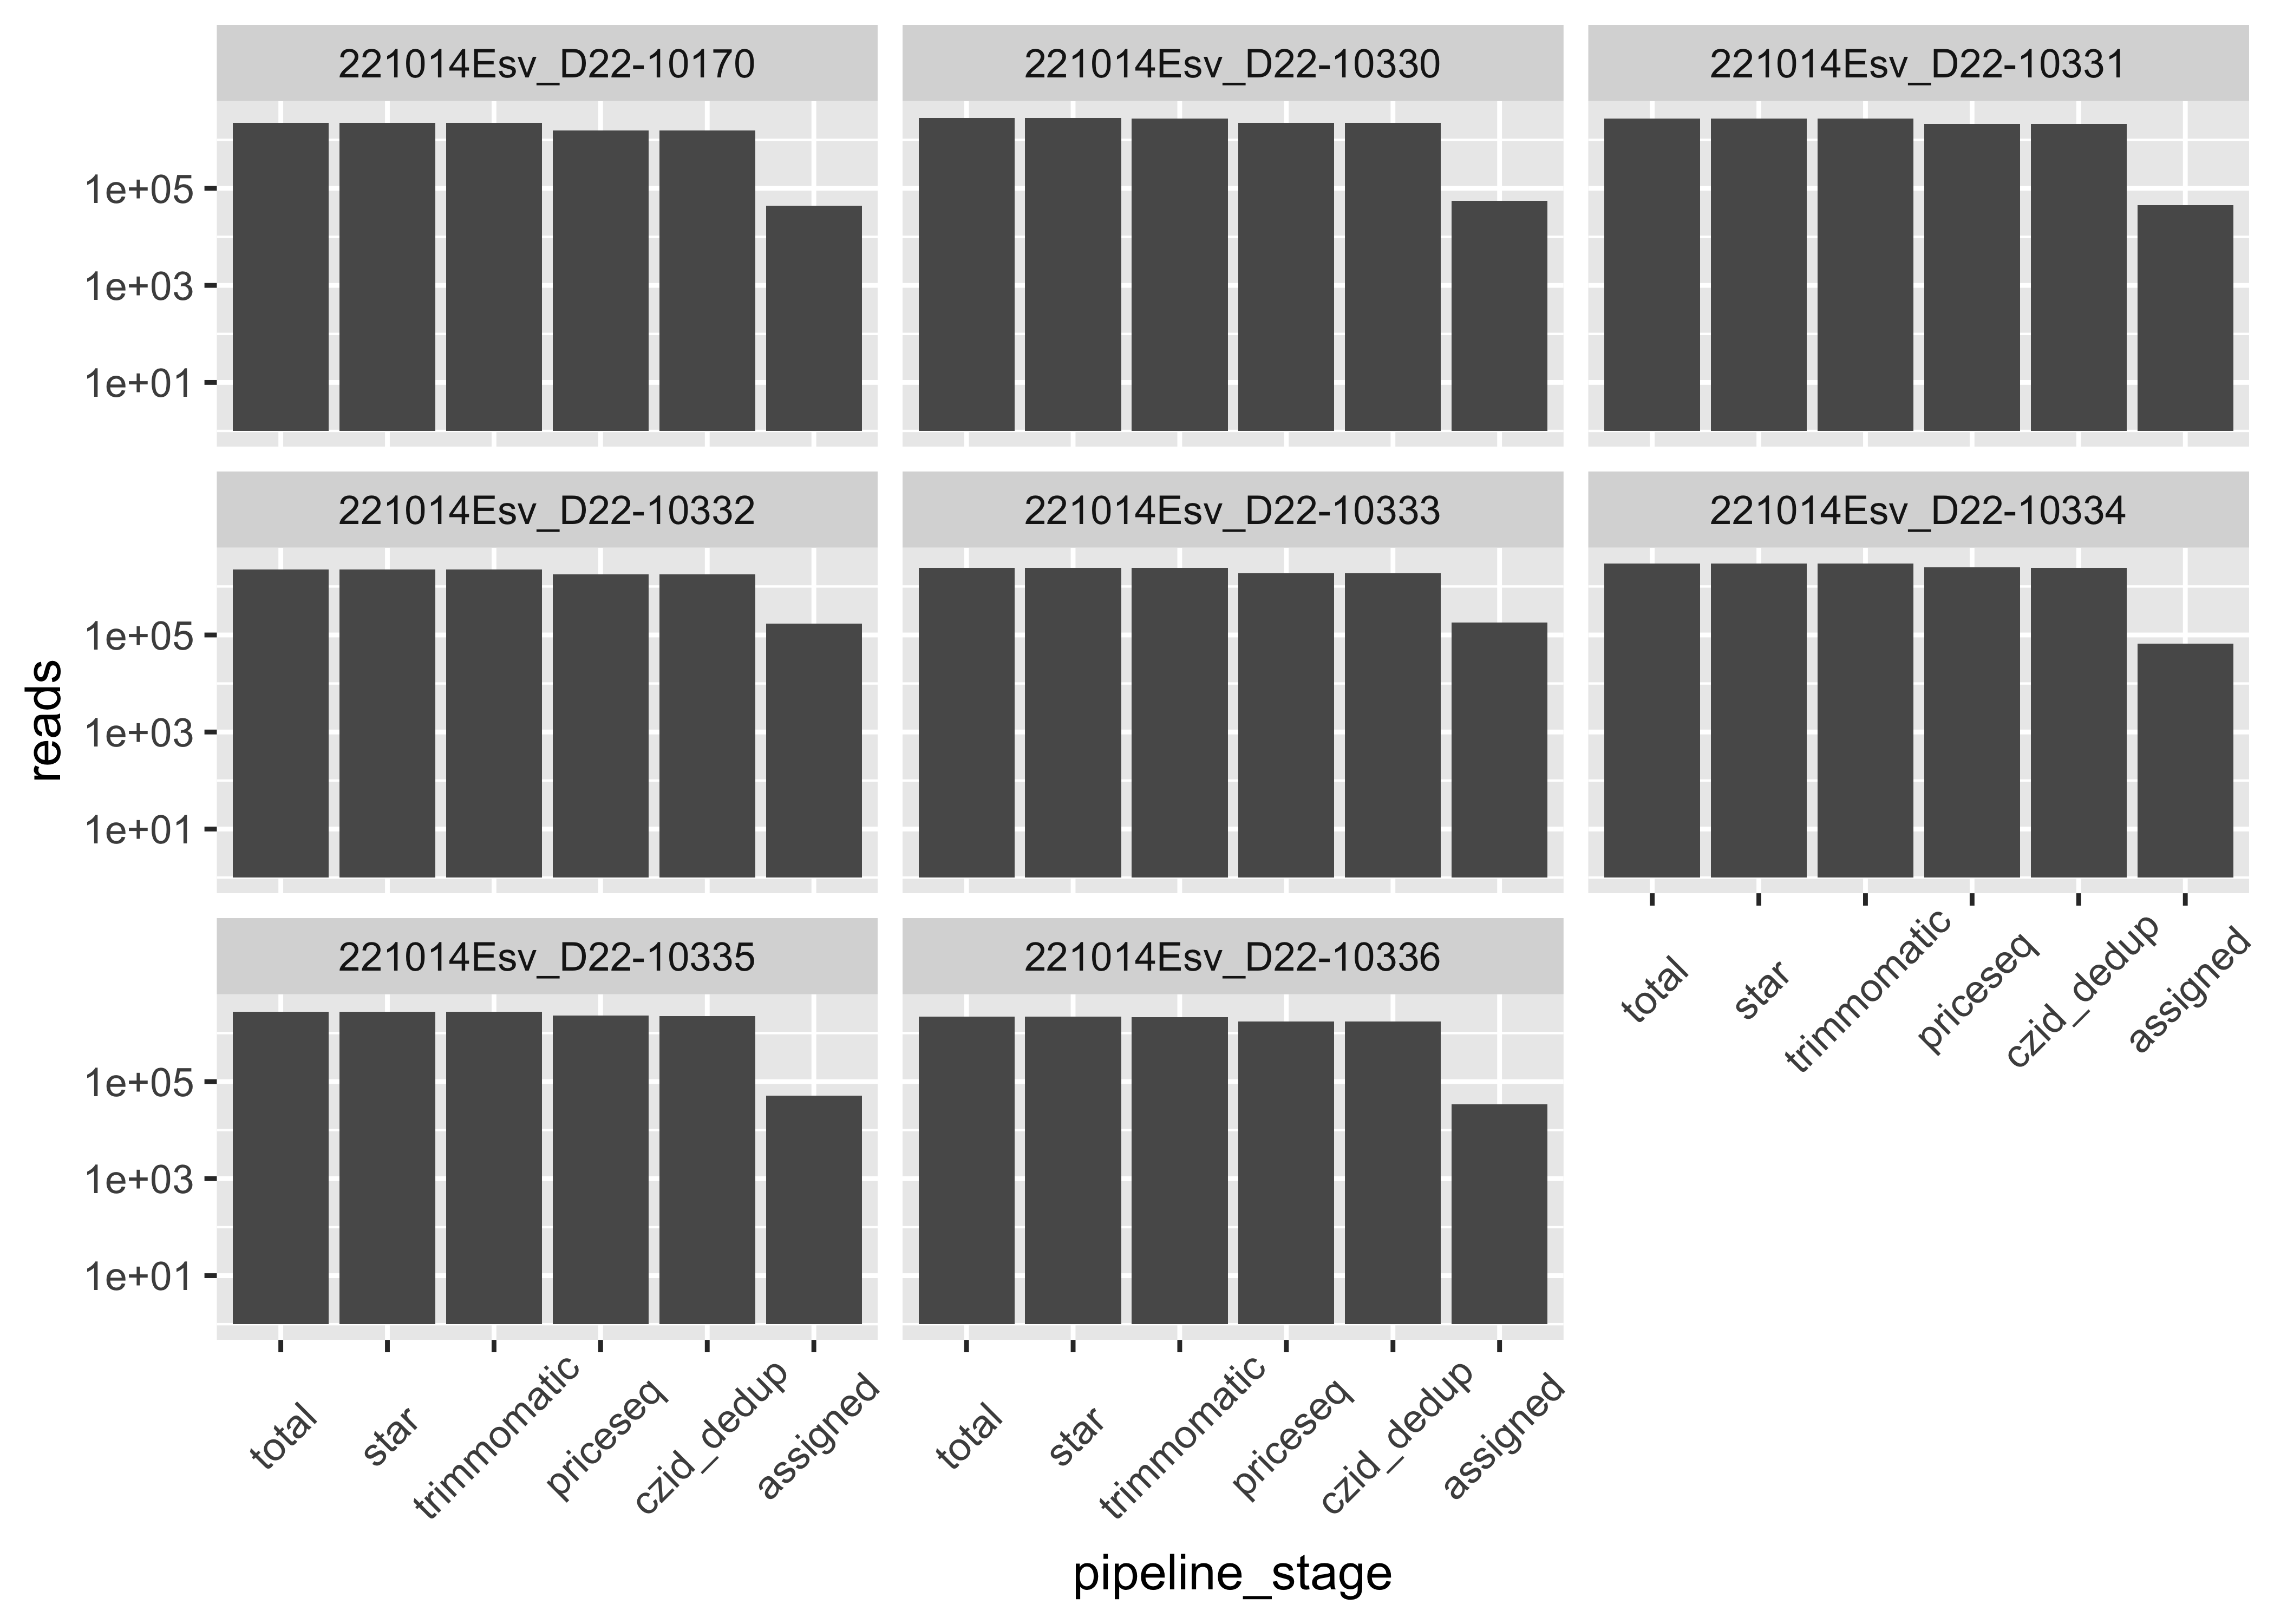 221014Esv_D22-10170
221014Esv_D22-10330
221014Esv_D22-10331
1e+05
1e+03
1e+01
221014Esv_D22-10332
221014Esv_D22-10333
221014Esv_D22-10334
1e+05
1e+03
1e+01
total
star
trimmomatic
priceseq
czid_dedup
assigned
221014Esv_D22-10335
221014Esv_D22-10336
1e+05
1e+03
1e+01
total
star
trimmomatic
priceseq
czid_dedup
assigned
total
star
trimmomatic
priceseq
czid_dedup
assigned
reads
pipeline_stage